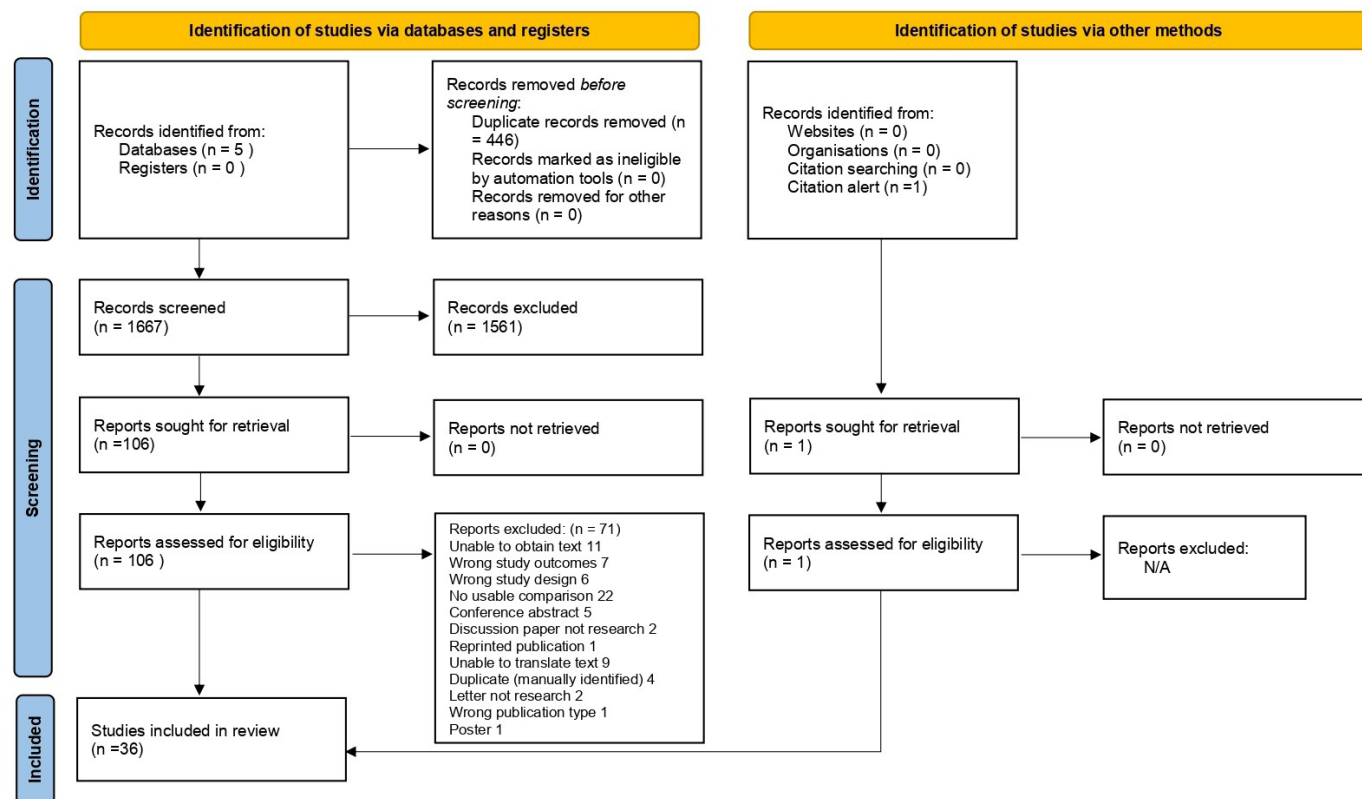 Identification of studies via databases and registers
Identification of studies via other methods
Identification
Records identified from:
Databases (n = 5 )
Registers (n = 0 )
Records removed before
screening:
Duplicate records removed (n
= 446)
Records marked as ineligible
by automation tools (n = 0)
Records removed for other
reasons (n = 0)
Records identified from:
Websites (n = 0)
Organisations (n = 0)
Citation searching (n = 0)
Citation alert (n =1)
Screening
Records screened
(n = 1667)
Records excluded
(n = 1561)
Reports sought for retrieval
(n =106)
Reports not retrieved
(n = 0)
Reports sought for retrieval
(n = 1)
Reports not retrieved
(n = 0)
Reports assessed for eligibility
(n = 106 )
Reports excluded: (n = 71)
Unable to obtain text 11
Wrong study outcomes 7
Wrong study design 6
No usable comparison 22
Conference abstract 5
Discussion paper not research 2
Reprinted publication 1
Unable to translate text 9
Duplicate (manually identified) 4
Letter not research 2
Wrong publication type 1
Poster 1
Reports assessed for eligibility
(n = 1)
Reports excluded:
N/A
Included
Studies included in review
(n =36)